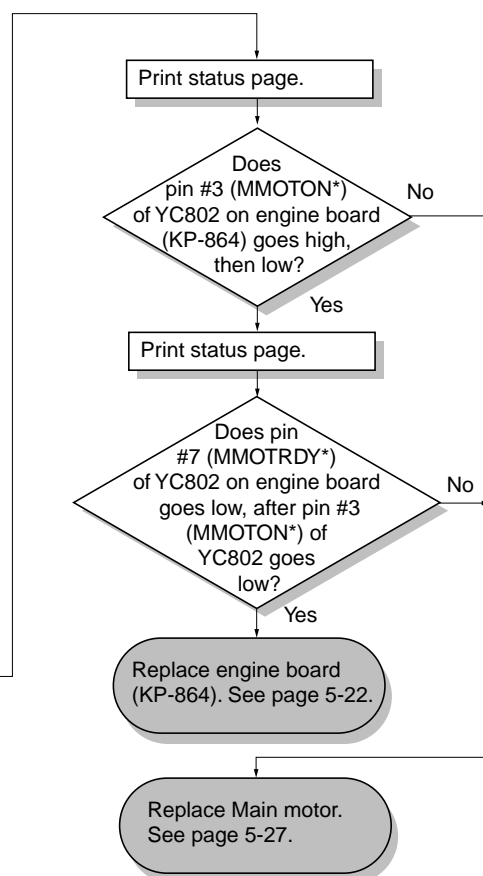 Print status page.
Does
pin #3 (MMOTON*)
of YC802 on engine board
(KP-864) goes high,
then low?
No
Yes
Print status page.
Does pin
#7 (MMOTRDY*)
of YC802 on engine board
goes low, after pin #3
(MMOTON*) of
YC802 goes
low?
No
Yes
Replace engine board
(KP-864). See page 5-22.
Replace Main motor.
See page 5-27.